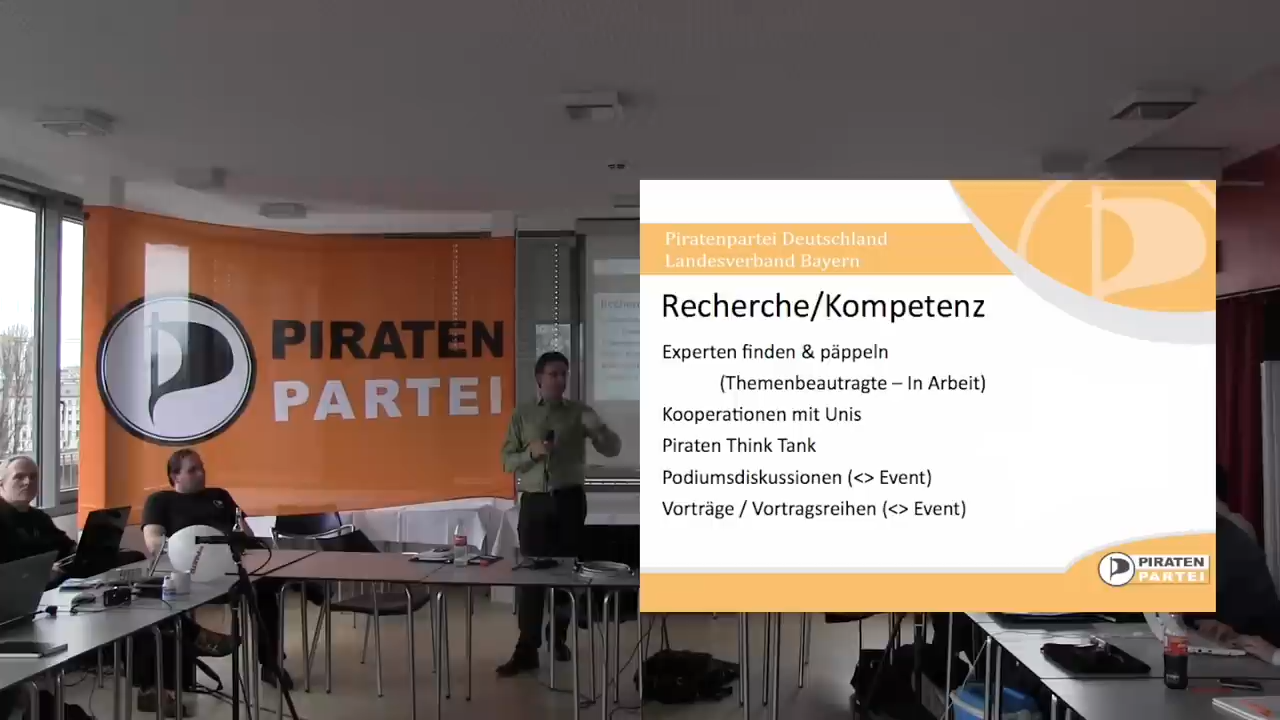 PIRATEN
PARTEI
Piratenpartei Deutschland
Landesverband Bayern
Recherche/Kompetenz
Experten finden & päppeln
(Themenbeautragte – In Arbeit)
Kooperationen mit Unis
Piraten Think Tank
Podiumsdiskussionen (<> Event)
Vorträge / Vortragsreihen (<> Event)
PIRATEN
PARTEI